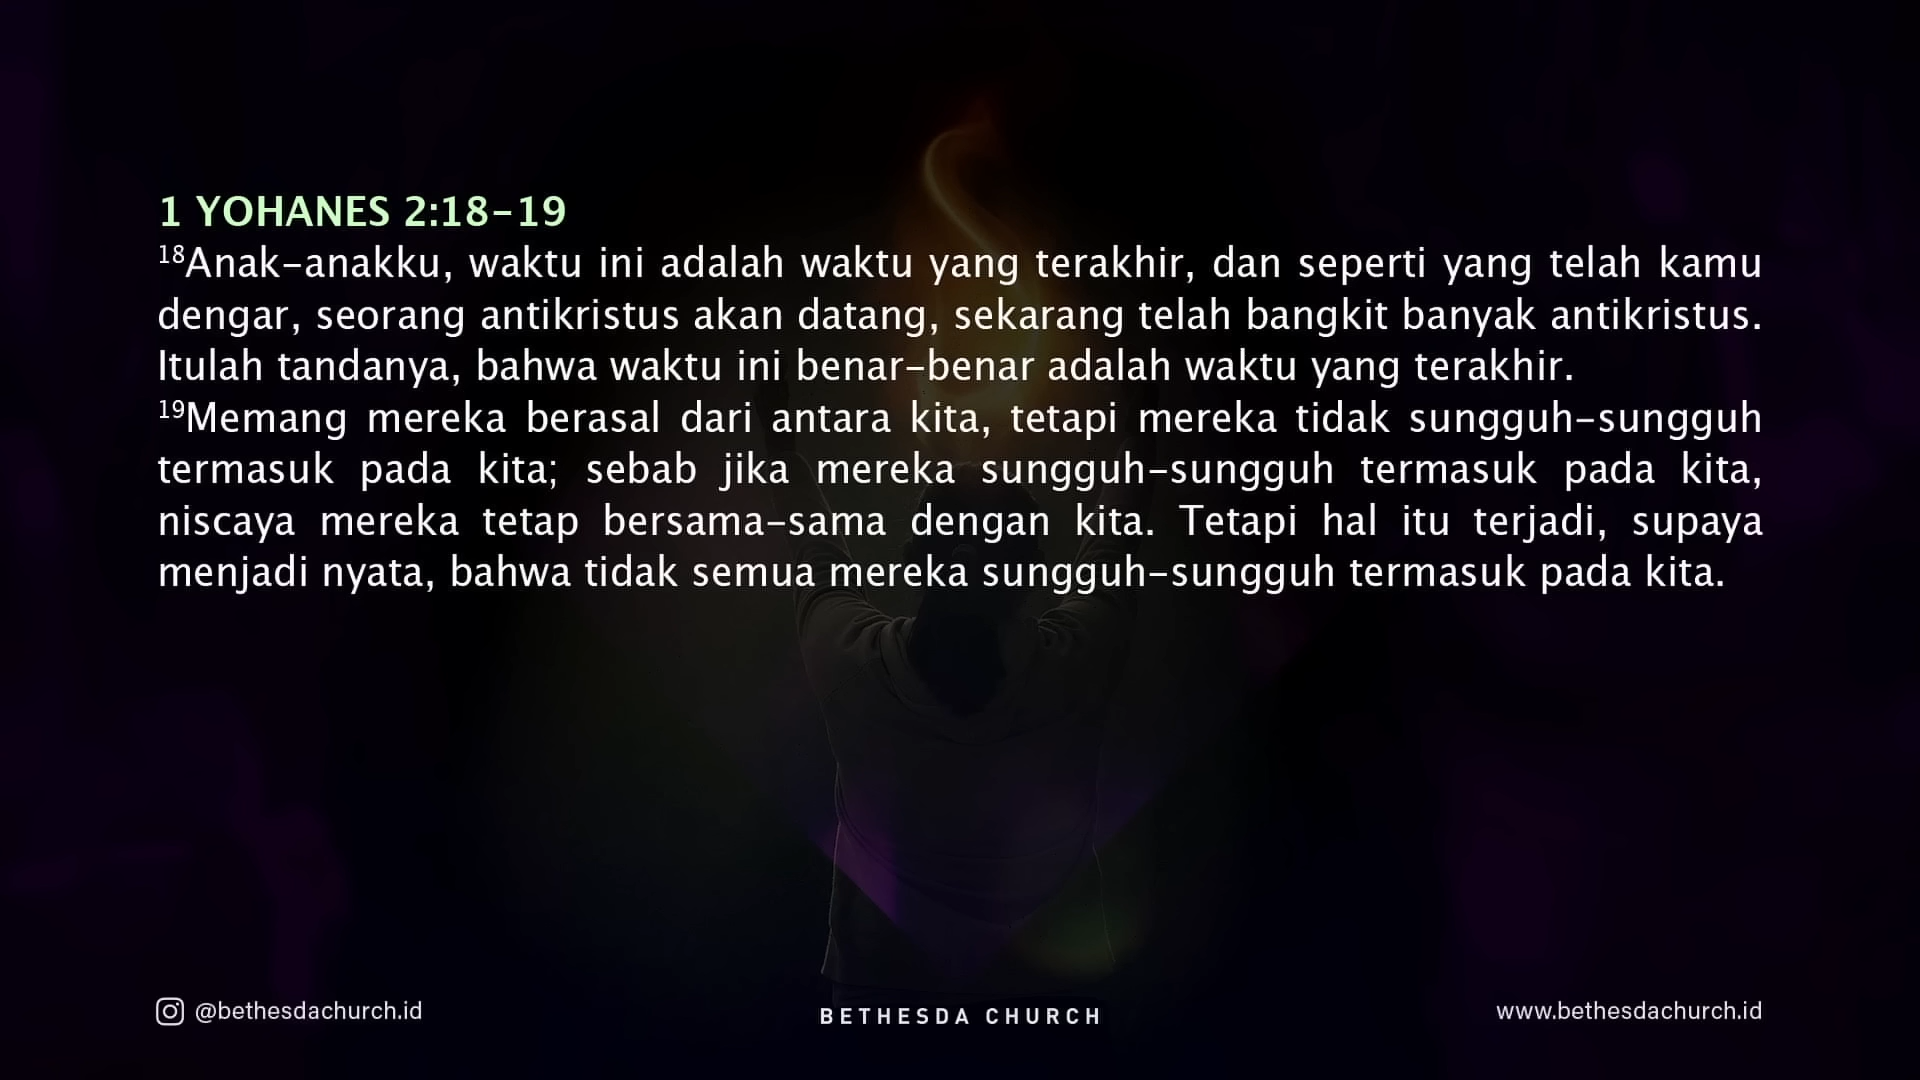 1 YOHANES 2:18-19
18Anak-anakku, waktu ini adalah waktu yang terakhir, dan seperti yang telah kamu
dengar, seorang antikristus akan datang, sekarang telah bangkit banyak antikristus.
Itulah tandanya, bahwa waktu ini benar-benar adalah waktu yang terakhir.
19Memang mereka berasal dari antara kita, tetapi mereka tidak sungguh-sungguh
termasuk pada kita; sebab jika mereka sungguh-sungguh termasuk pada kita,
niscaya mereka tetap bersama-sama dengan kita. Tetapi hal itu terjadi, supaya
menjadi nyata, bahwa tidak semua mereka sungguh-sungguh termasuk pada kita.
@bethesdachurch.id
BETHESDA CHURCH
www.bethesdachurch.id